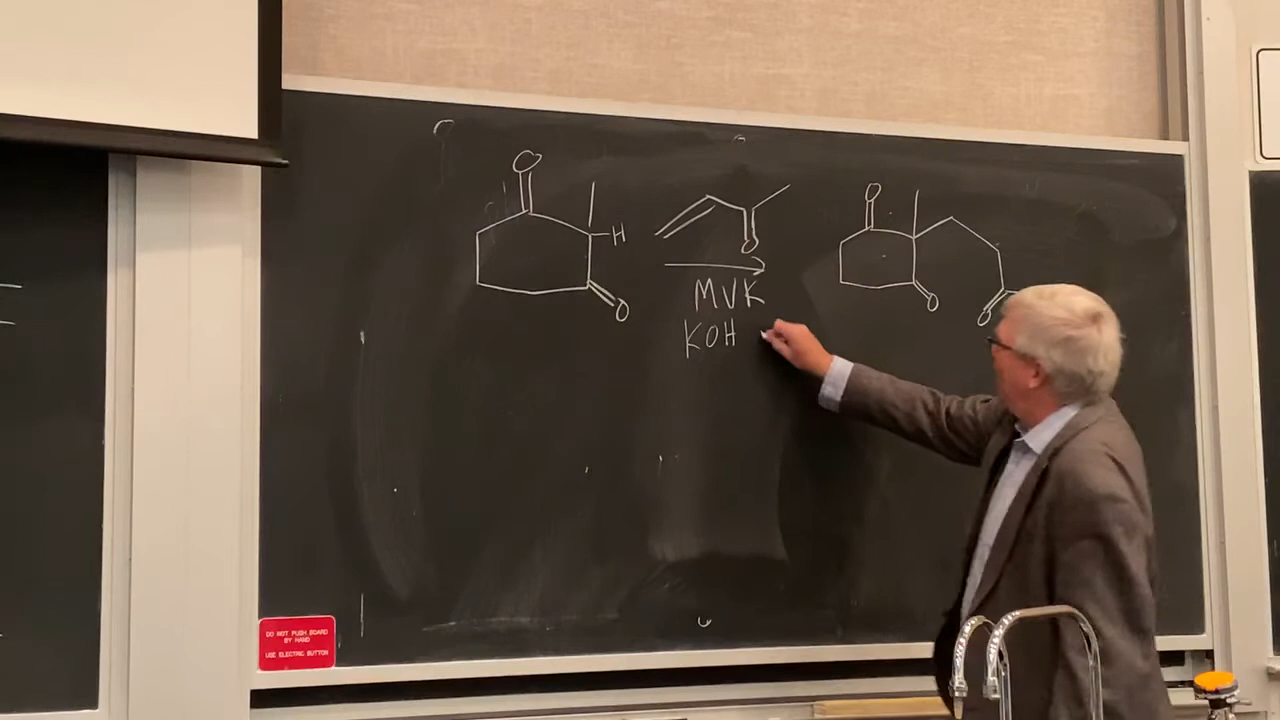 O
H
O
O
MVK
KOH
O
O
O
DO NOT PUSH BOARD
BY HAND
USE ELECTRIC BUTTON